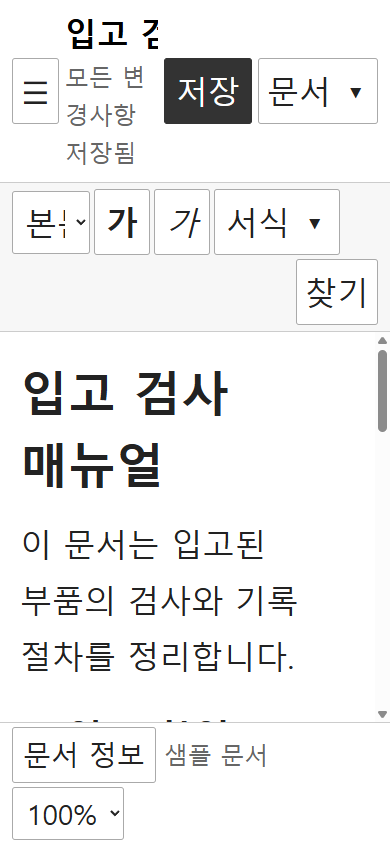 입고
☰
모든 변
경사항
저장됨
저장
문서 ▼
가
가
서식 ▼
찾기
입고 검사
매뉴얼
이 문서는 입고된
부품의 검사와 기록
절차를 정리합니다.
문서 정보
샘플 문서
100%